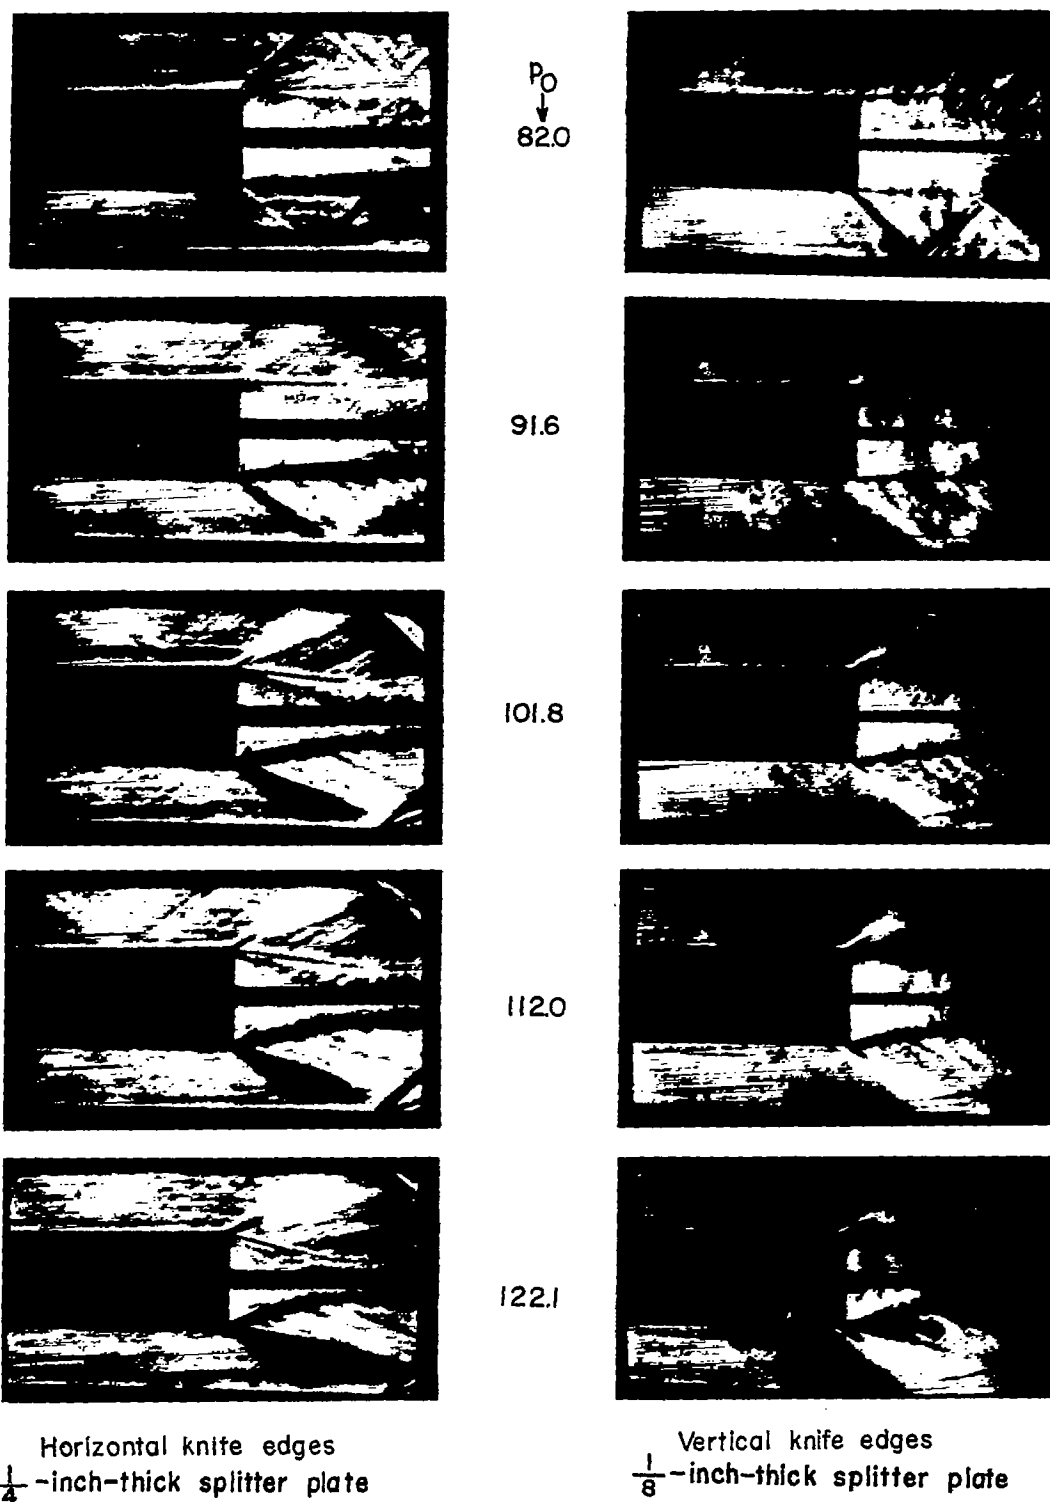 Po
82.0
91.6
101.8
112.0
122.1
Horizontal knife edges
1/4-inch-thick splitter plate
Vertical knife edges
1/8-inch-thick splitter plate